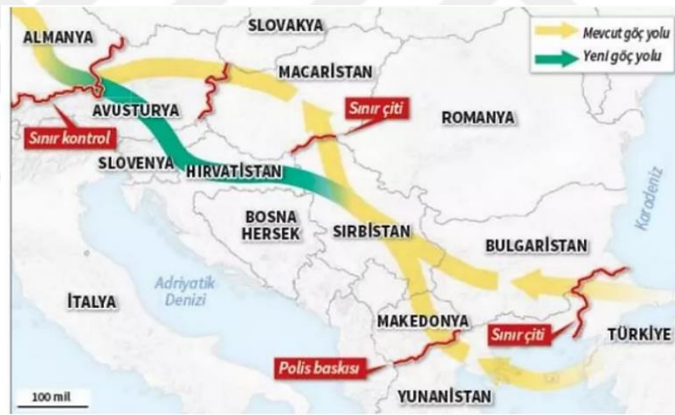 ALMANYA
SLOVAKYA
Mevcut göç yolu
Yeni göç yolu
MACARİSTAN
AVUSTURYA
Sınır çiti
ROMANYA
Sınır kontrol
SLOVENYA
HIRVATİSTAN
Karadeniz
BOSNA
HERSEK
SIRBİSTAN
BULGARİSTAN
Adriyatik
Denizi
İTALYA
MAKEDONYA
Sınır çiti
TÜRKİYE
Polis baskısı
100 mil
YUNANİSTAN